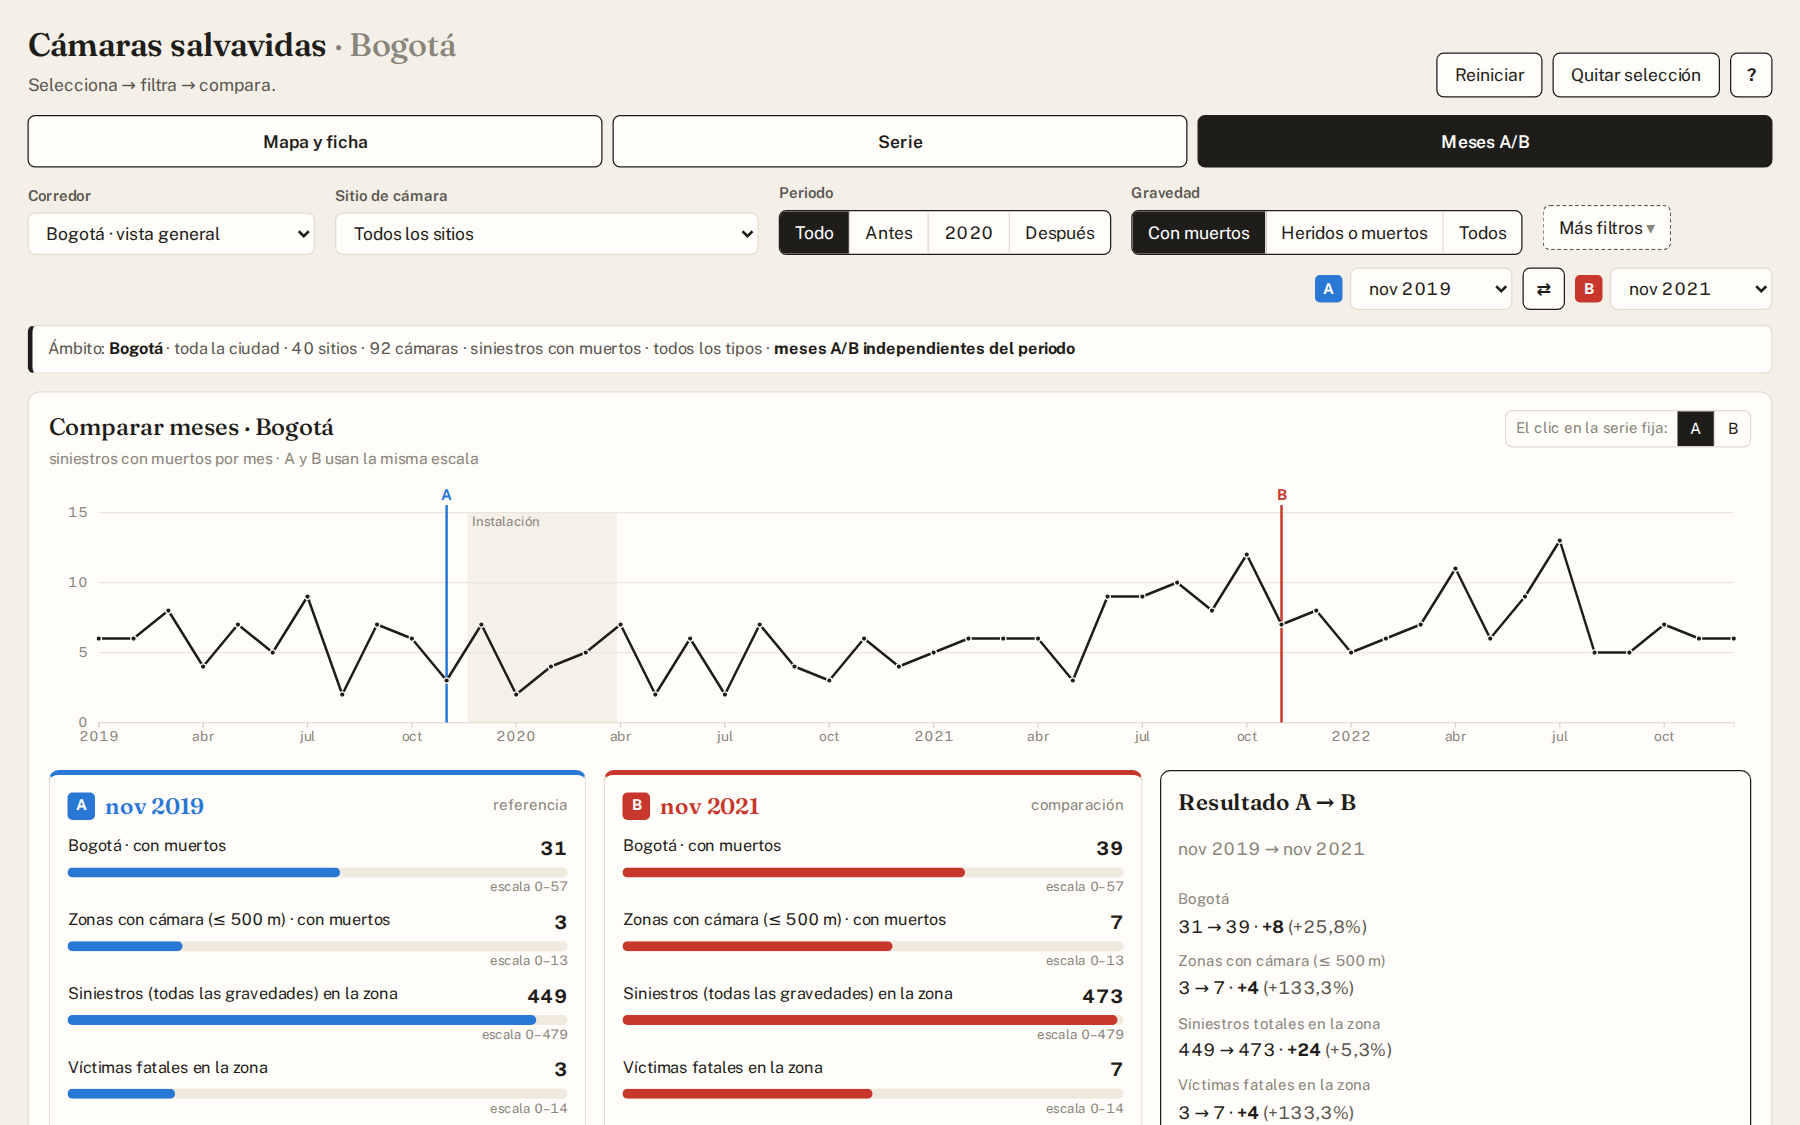 Cámaras salvavidas · Bogotá
Selecciona → filtra → compara.
Reiniciar
Quitar selección
?
Mapa y ficha
Serie
Meses A/B
Corredor
Sitio de cámara
Periodo
Gravedad
Bogotá · vista general
Todos los sitios
Todo
Antes
2020
Después
Con muertos
Heridos o muertos
Todos
Más filtros ▾
A
nov 2019
⇄
B
nov 2021
Ámbito: Bogotá · toda la ciudad · 40 sitios · 92 cámaras · siniestros con muertos · todos los tipos · meses A/B independientes del periodo
Comparar meses · Bogotá
siniestros con muertos por mes · A y B usan la misma escala
El clic en la serie fija:
A
B
A
B
Instalación
15
10
5
0
2019
abr
jul
oct
2020
abr
jul
oct
2021
abr
jul
oct
2022
abr
jul
oct
A nov 2019
referencia
Bogotá · con muertos
31
escala 0–57
Zonas con cámara (≤ 500 m) · con muertos
3
escala 0–13
Siniestros (todas las gravedades) en la zona
449
escala 0–479
Víctimas fatales en la zona
3
escala 0–14
B nov 2021
comparación
Bogotá · con muertos
39
escala 0–57
Zonas con cámara (≤ 500 m) · con muertos
7
escala 0–13
Siniestros (todas las gravedades) en la zona
473
escala 0–479
Víctimas fatales en la zona
7
escala 0–14
Resultado A → B
nov 2019 → nov 2021
Bogotá
31 → 39 · +8 (+25,8%)
Zonas con cámara (≤ 500 m)
3 → 7 · +4 (+133,3%)
Siniestros totales en la zona
449 → 473 · +24 (+5,3%)
Víctimas fatales en la zona
3 → 7 · +4 (+133,3%)